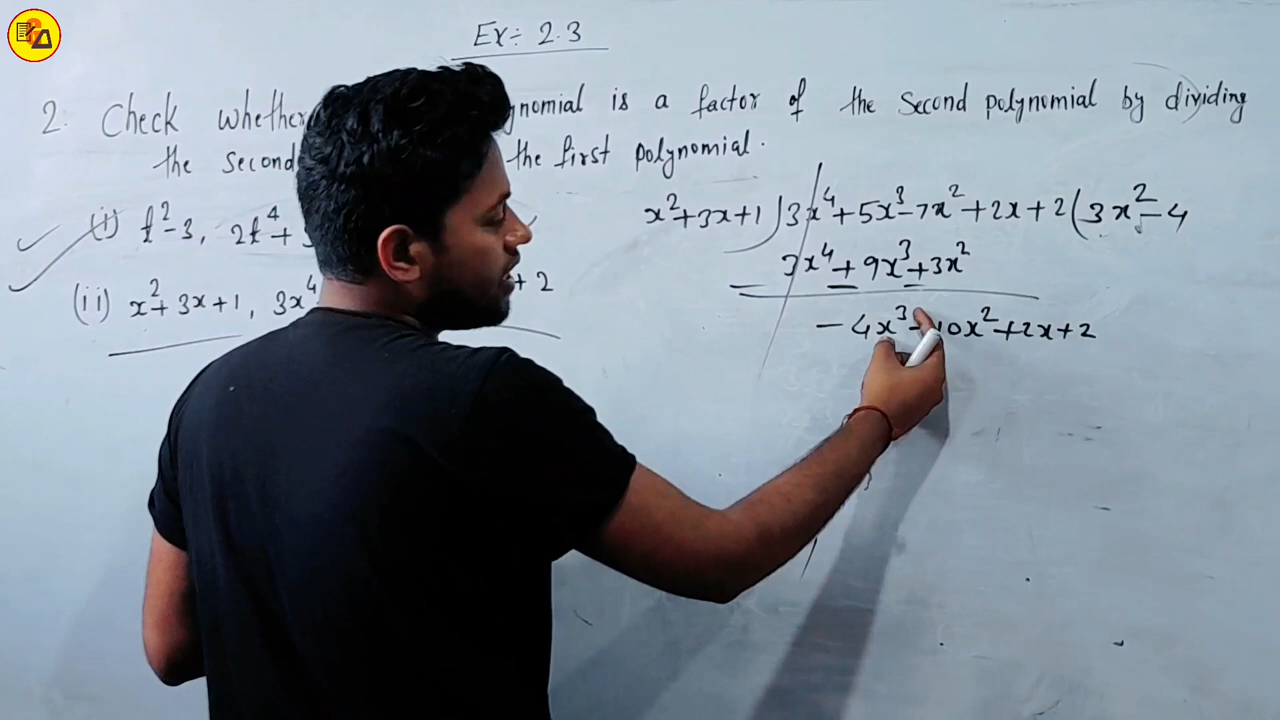 Ex÷ 2.3
2. Check whether nomial is a factor of the second polynomial by dividing
the second the first polynomial.
(i) t²-3, 2t⁴+3
(ii) x²+3x+1, 3x⁴ + 2
x²+3x+1)3x⁴+5x³-7x²+2x+2(3x²-4
3x⁴+9x³+3x²
- - -
-4x³-10x²+2x+2